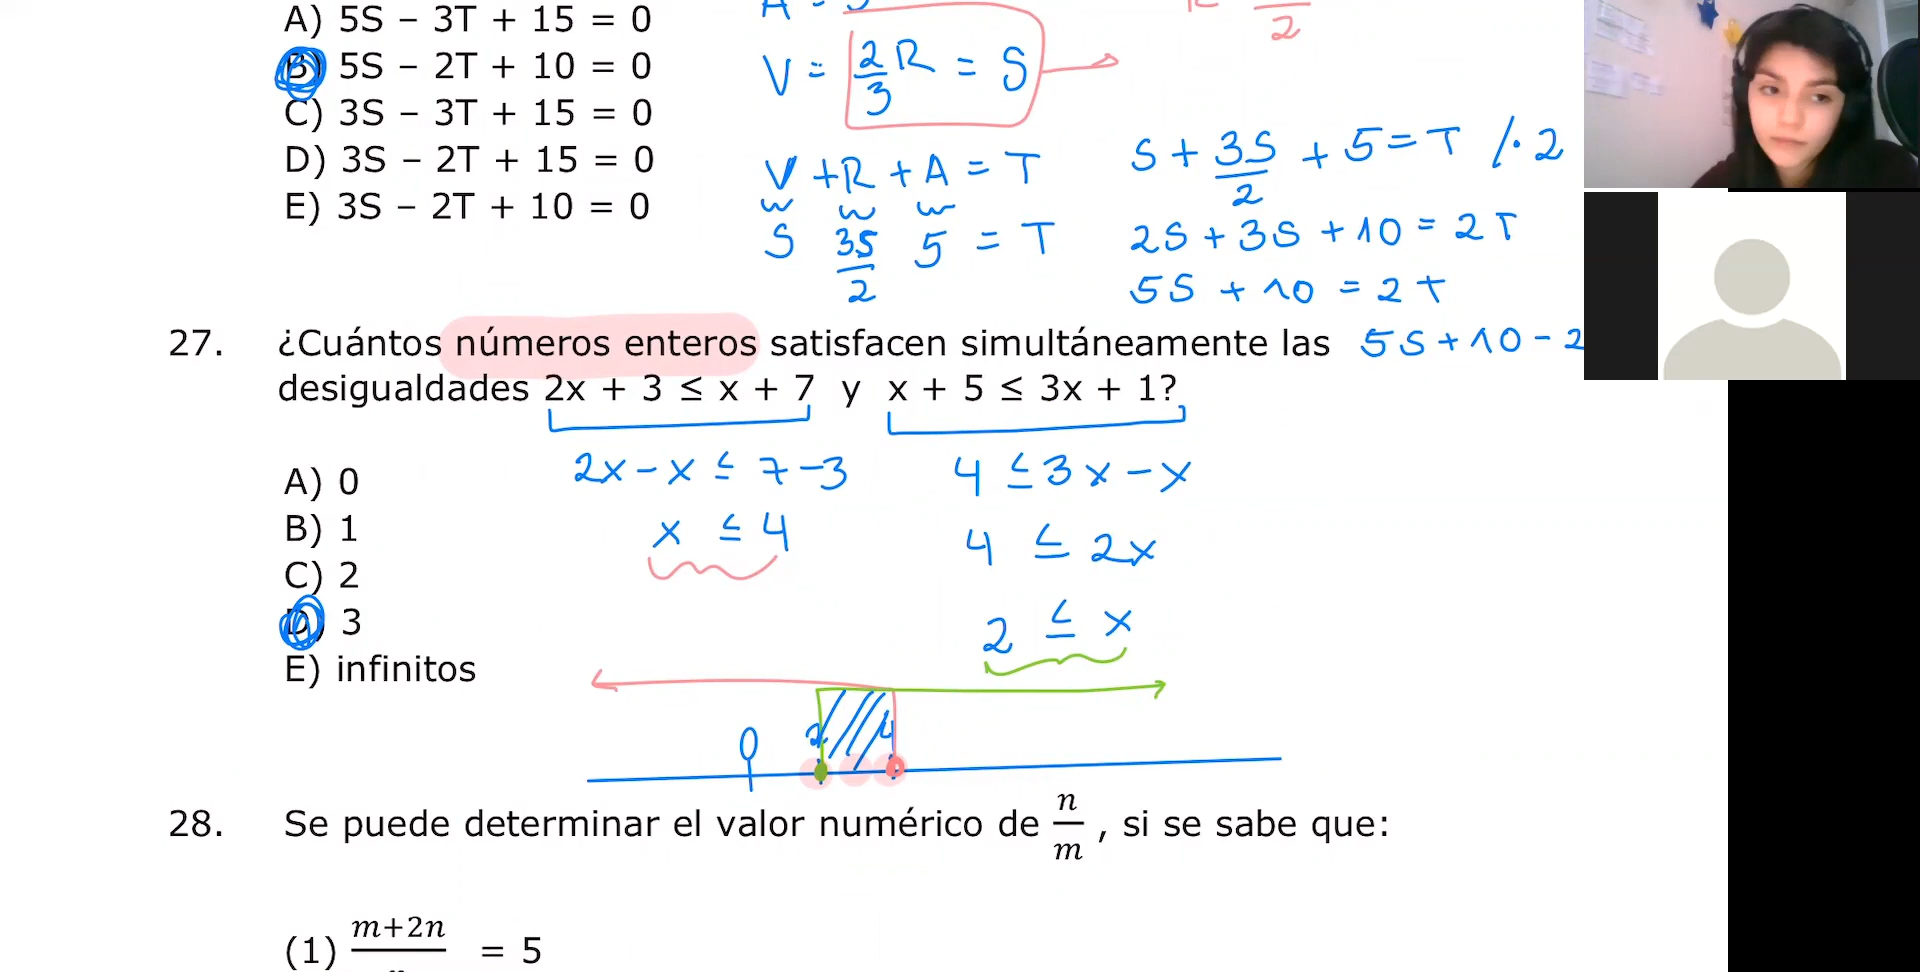 A) 5S – 3T + 15 = 0
B) 5S – 2T + 10 = 0
C) 3S – 3T + 15 = 0
D) 3S – 2T + 15 = 0
E) 3S – 2T + 10 = 0
2
V = 2/3 R = S
V + R + A = T
S 3S/2 5 = T
S + 3S/2 + 5 = T /· 2
2S + 3S + 10 = 2T
5S + 10 = 2T
5S + 10 – 2
27. ¿Cuántos números enteros satisfacen simultáneamente las
desigualdades 2x + 3 ≤ x + 7 y x + 5 ≤ 3x + 1?
A) 0
B) 1
C) 2
D) 3
E) infinitos
2x – x ≤ 7 – 3
x ≤ 4
4 ≤ 3x – x
4 ≤ 2x
2 ≤ x
0 2 4
28. Se puede determinar el valor numérico de n/m , si se sabe que:
(1) m+2n = 5